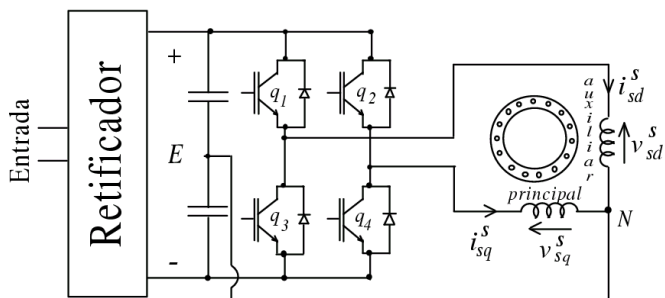 Entrada
Retificador
+
E
-
q1
q2
q3
q4
auxiliar
i^s_sd
v^s_sd
principal
N
i^s_sq
v^s_sq